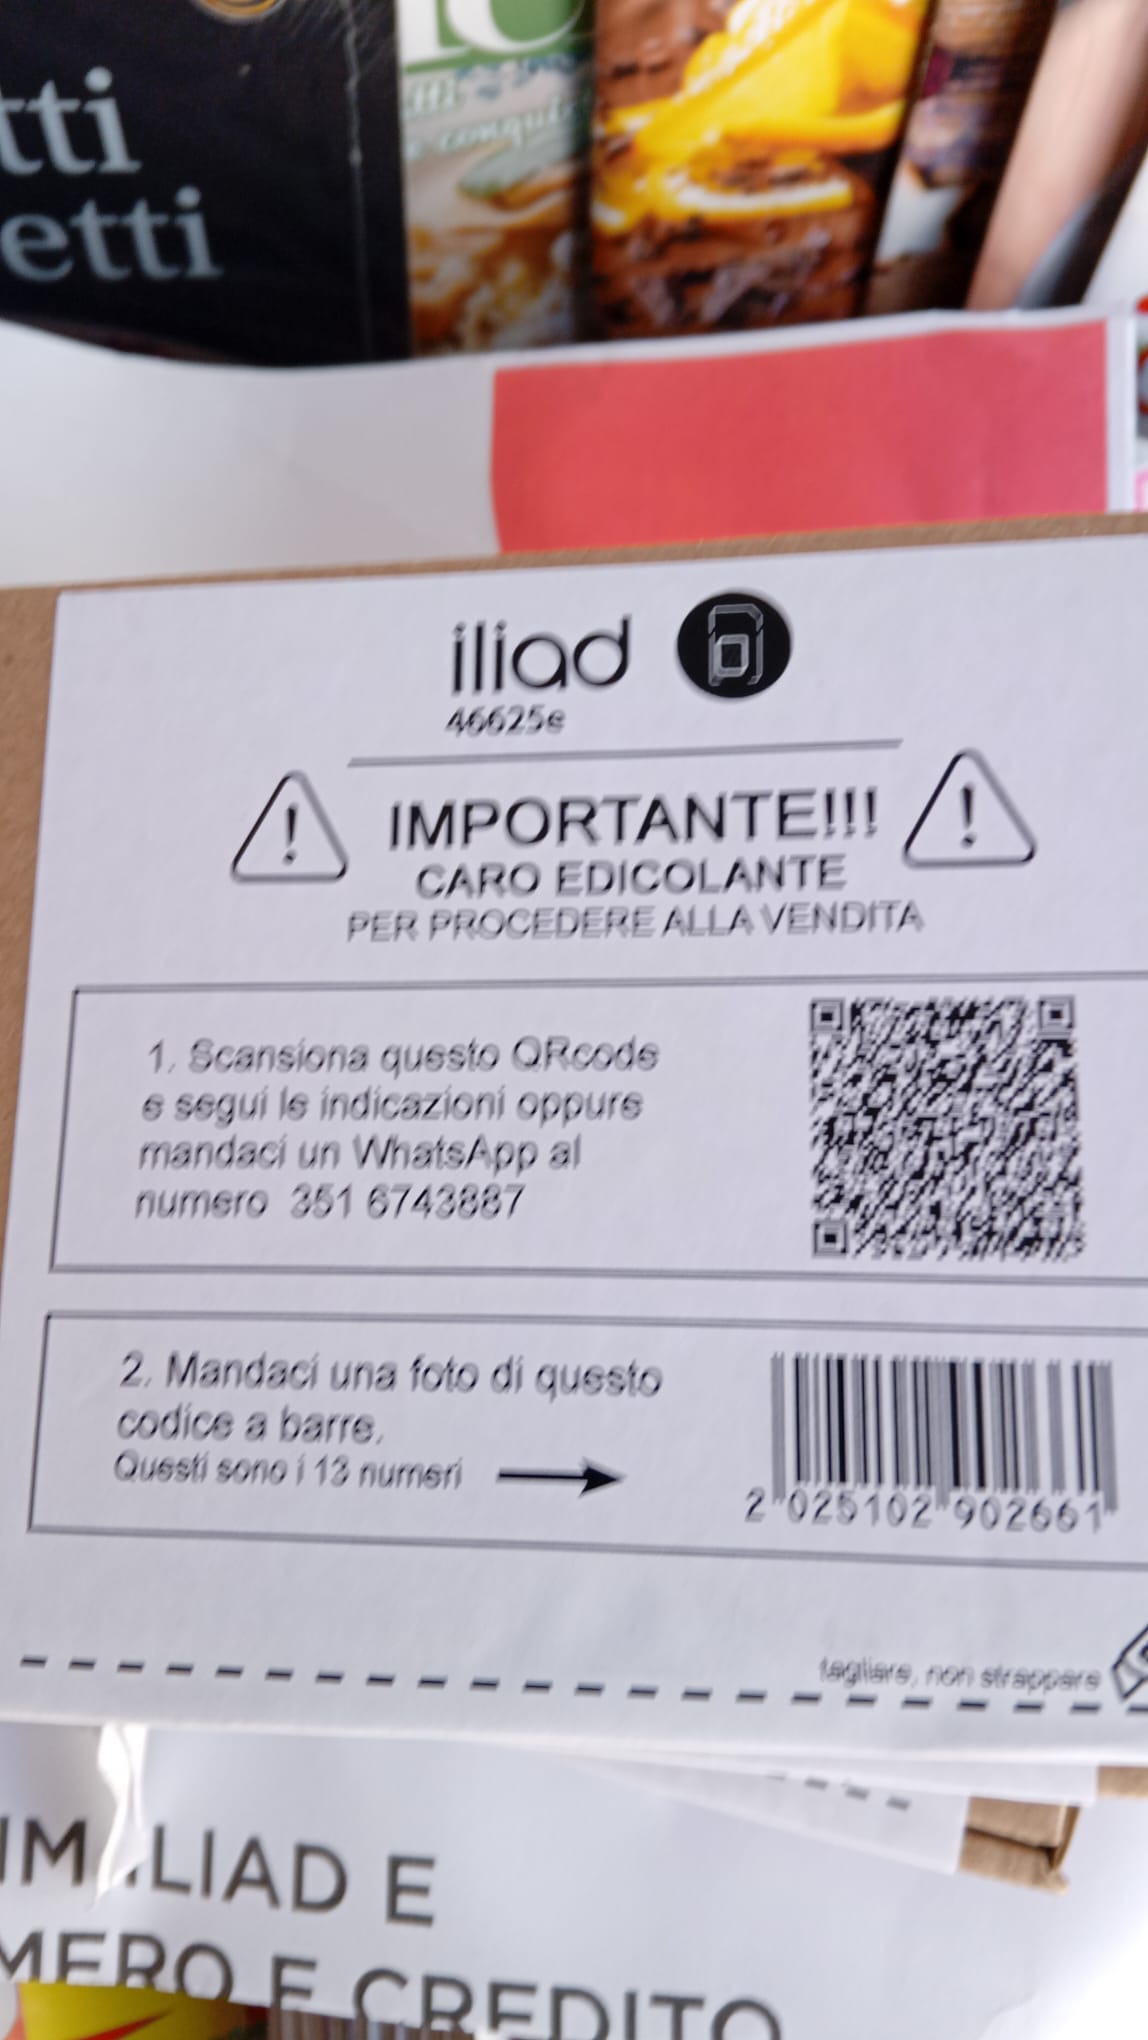 tti
etti
iliad
46625e
IMPORTANTE!!!
CARO EDICOLANTE
PER PROCEDERE ALLA VENDITA
1. Scansiona questo QRcode
e segui le indicazioni oppure
mandaci un WhatsApp al
numero 351 6743887
2. Mandaci una foto di questo
codice a barre.
Questi sono i 13 numeri
2 025102 902661
tagliare, non strappare
IM ILIAD E
MERO E CREDITO